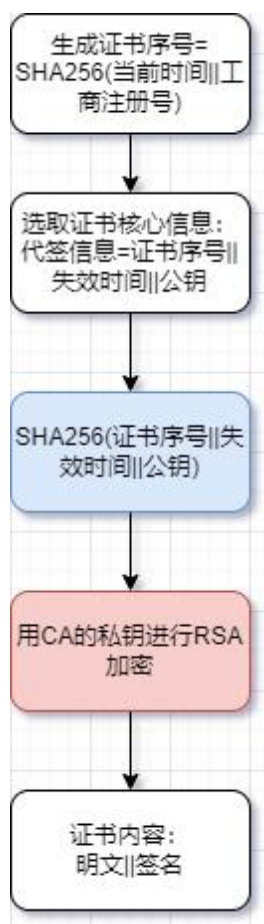 生成证书序号=
SHA256(当前时间||工
商注册号)
选取证书核心信息：
代签信息=证书序号||
失效时间||公钥
SHA256(证书序号||失
效时间||公钥)
用CA的私钥进行RSA
加密
证书内容：
明文||签名